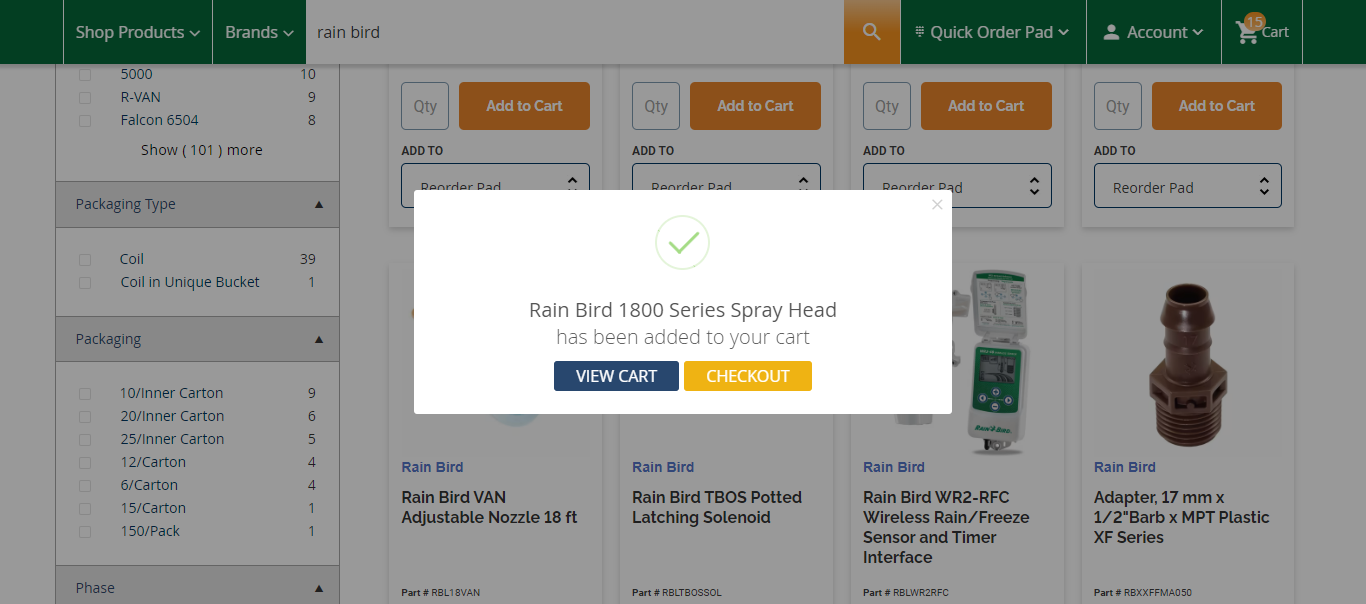 Shop Products
Brands
rain bird
Quick Order Pad
Account
15
Cart
5000 10
R-VAN 9
Falcon 6504 8
Show ( 101 ) more
Packaging Type
Coil 39
Coil in Unique Bucket 1
Packaging
10/Inner Carton 9
20/Inner Carton 6
25/Inner Carton 5
12/Carton 4
6/Carton 4
15/Carton 1
150/Pack 1
Phase
Qty Add to Cart
ADD TO
Reorder Pad
Qty Add to Cart
ADD TO
Reorder Pad
Qty Add to Cart
ADD TO
Reorder Pad
Qty Add to Cart
ADD TO
Reorder Pad
Rain Bird 1800 Series Spray Head
has been added to your cart
VIEW CART
CHECKOUT
Rain Bird
Rain Bird VAN
Adjustable Nozzle 18 ft
Part # RBL18VAN
Rain Bird
Rain Bird TBOS Potted
Latching Solenoid
Part # RBLTBOSSOL
RAIN BIRD
Rain Bird
Rain Bird WR2-RFC
Wireless Rain/Freeze
Sensor and Timer
Interface
Part # RBLWR2RFC
Rain Bird
Adapter, 17 mm x
1/2"Barb x MPT Plastic
XF Series
Part # RBXXFFMA050